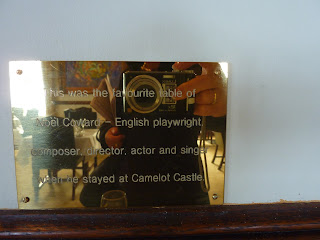 This was the favourite table of
Noël Coward - English playwright,
composer, director, actor and singer
when he stayed at Camelot Castle.